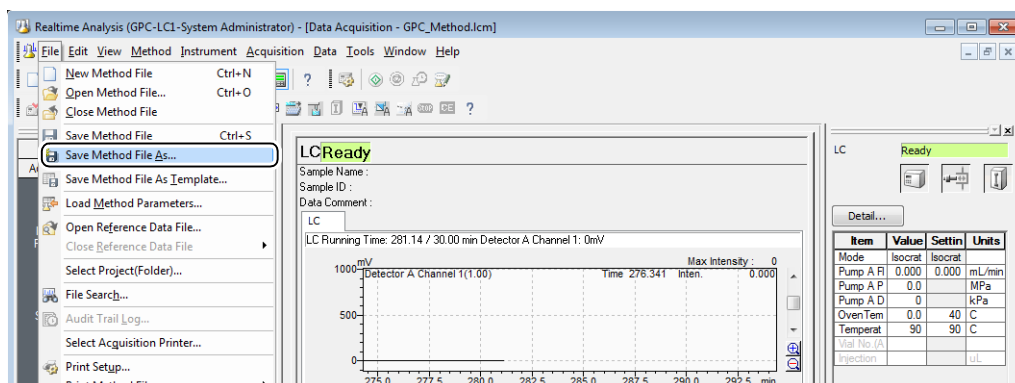 Realtime Analysis (GPC-LC1-System Administrator) - [Data Acquisition - GPC_Method.lcm]
File Edit View Method Instrument Acquisition Data Tools Window Help
New Method File Ctrl+N
Open Method File... Ctrl+O
Close Method File
Save Method File Ctrl+S
Save Method File As...
Save Method File As Template...
Load Method Parameters...
Open Reference Data File...
Close Reference Data File
Select Project(Folder)...
File Search...
Audit Trail Log...
Select Acquisition Printer...
Print Setup...
LC Ready
Sample Name :
Sample ID :
Data Comment :
LC
LC Running Time: 281.14 / 30.00 min Detector A Channel 1: 0mV
mV Max Intensity : 0
1000 Detector A Channel 1(1.00) Time 276.341 Inten. 0.000
500
0
275.0 277.5 280.0 282.5 285.0 287.5 290.0 292.5 min
LC Ready
Detail...
Item Value Settin Units
Mode Isocrat Isocrat
Pump A Fl 0.000 0.000 mL/min
Pump A P 0.0 MPa
Pump A D 0 kPa
OvenTem 0.0 40 C
Temperat 90 90 C
Vial No.(A
Injection uL